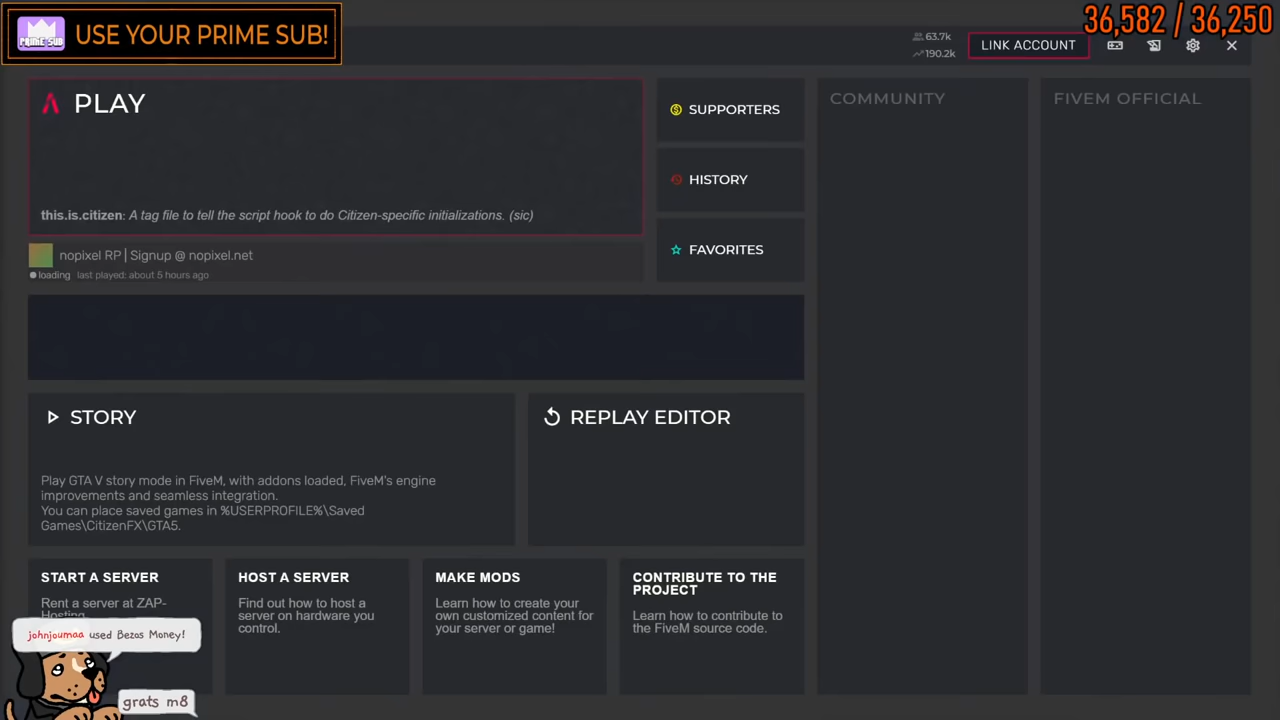 PRIME SUB
USE YOUR PRIME SUB!
36,582 / 36,250
63.7k
190.2k
LINK ACCOUNT
PLAY
this.is.citizen: A tag file to tell the script hook to do Citizen-specific initializations. (sic)
nopixel RP | Signup @ nopixel.net
loading last played: about 5 hours ago
SUPPORTERS
HISTORY
FAVORITES
COMMUNITY
FIVEM OFFICIAL
STORY
Play GTA V story mode in FiveM, with addons loaded, FiveM's engine
improvements and seamless integration.
You can place saved games in %USERPROFILE%\Saved
Games\CitizenFX\GTA5.
REPLAY EDITOR
START A SERVER
Rent a server at ZAP-
Hosting
HOST A SERVER
Find out how to host a
server on hardware you
control.
MAKE MODS
Learn how to create your
own customized content for
your server or game!
CONTRIBUTE TO THE
PROJECT
Learn how to contribute to
the FiveM source code.
johnjoumaa used Bezos Money!
grats m8